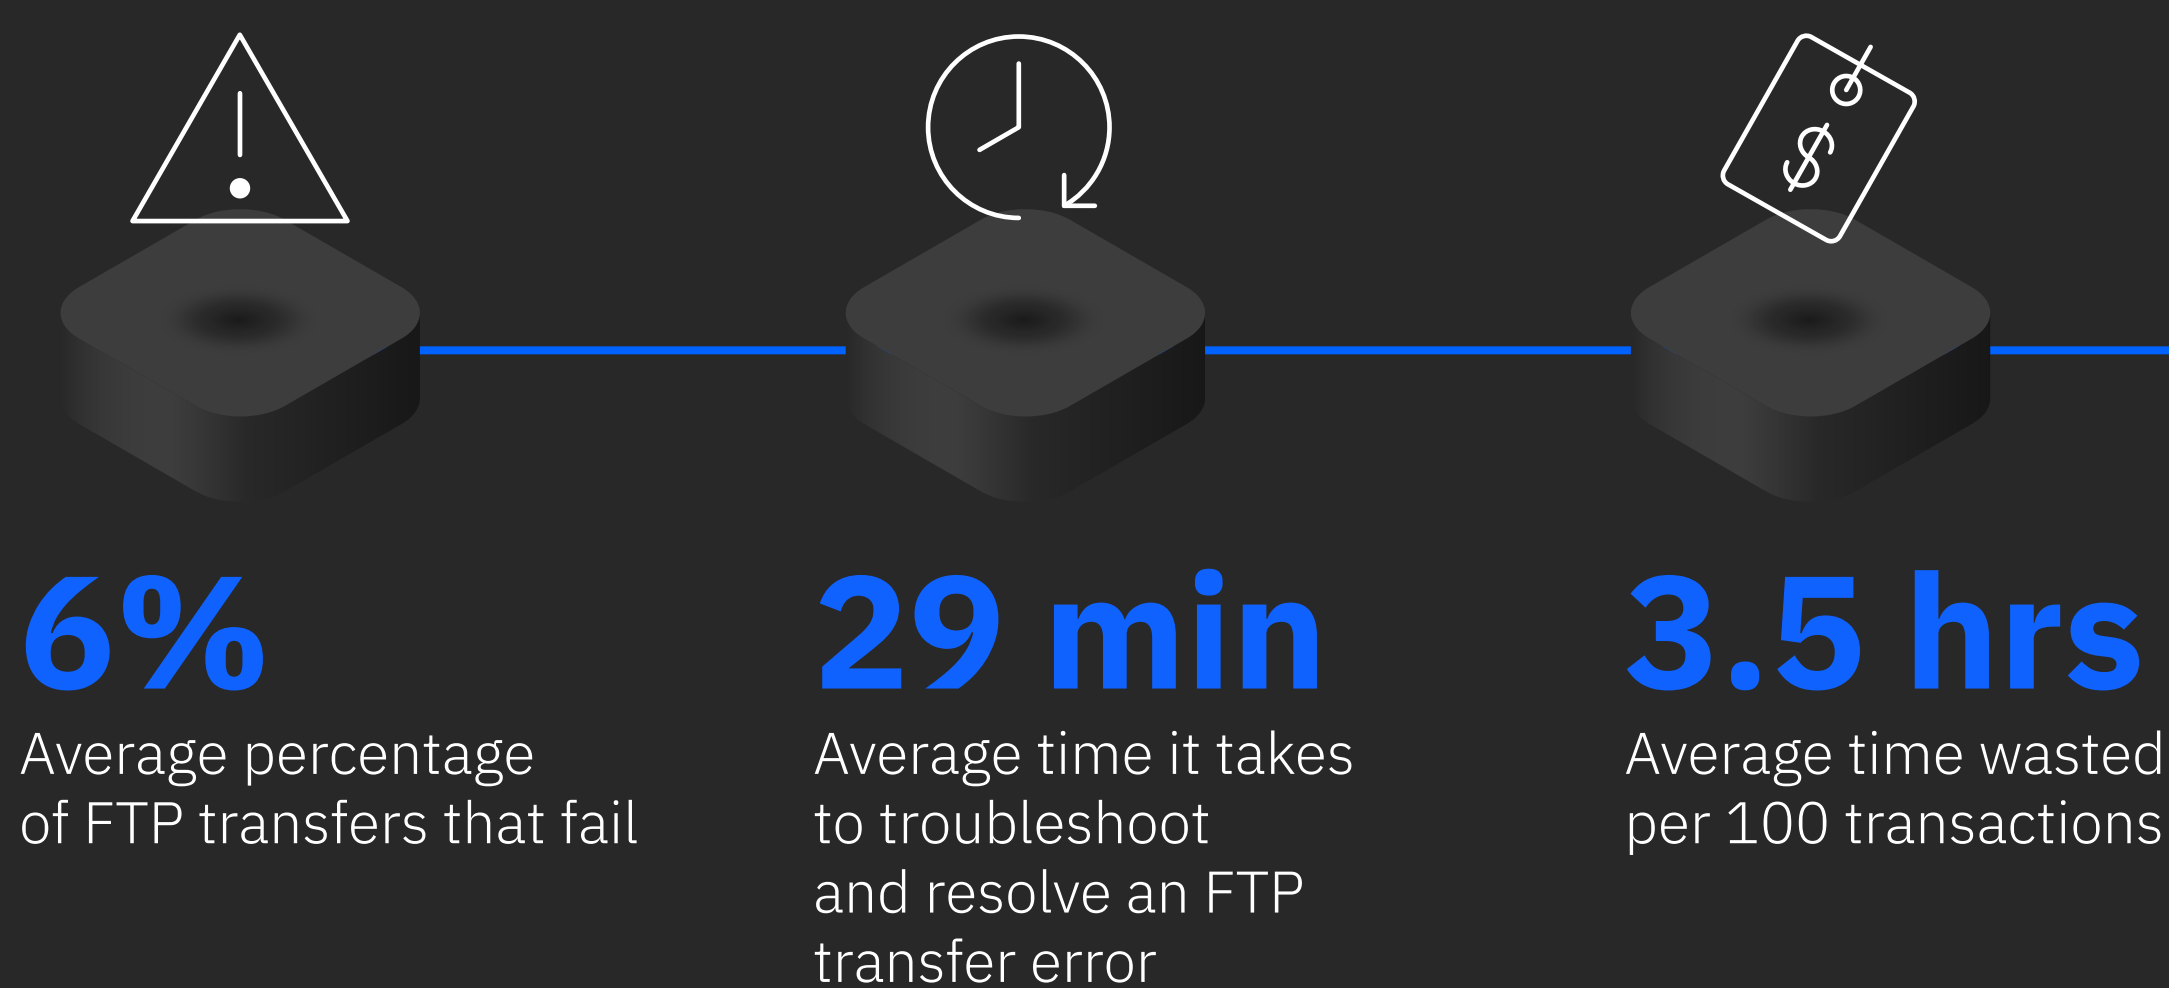 $
6%
Average percentage
of FTP transfers that fail
29 min
Average time it takes
to troubleshoot
and resolve an FTP
transfer error
3.5 hrs
Average time wasted
per 100 transactions